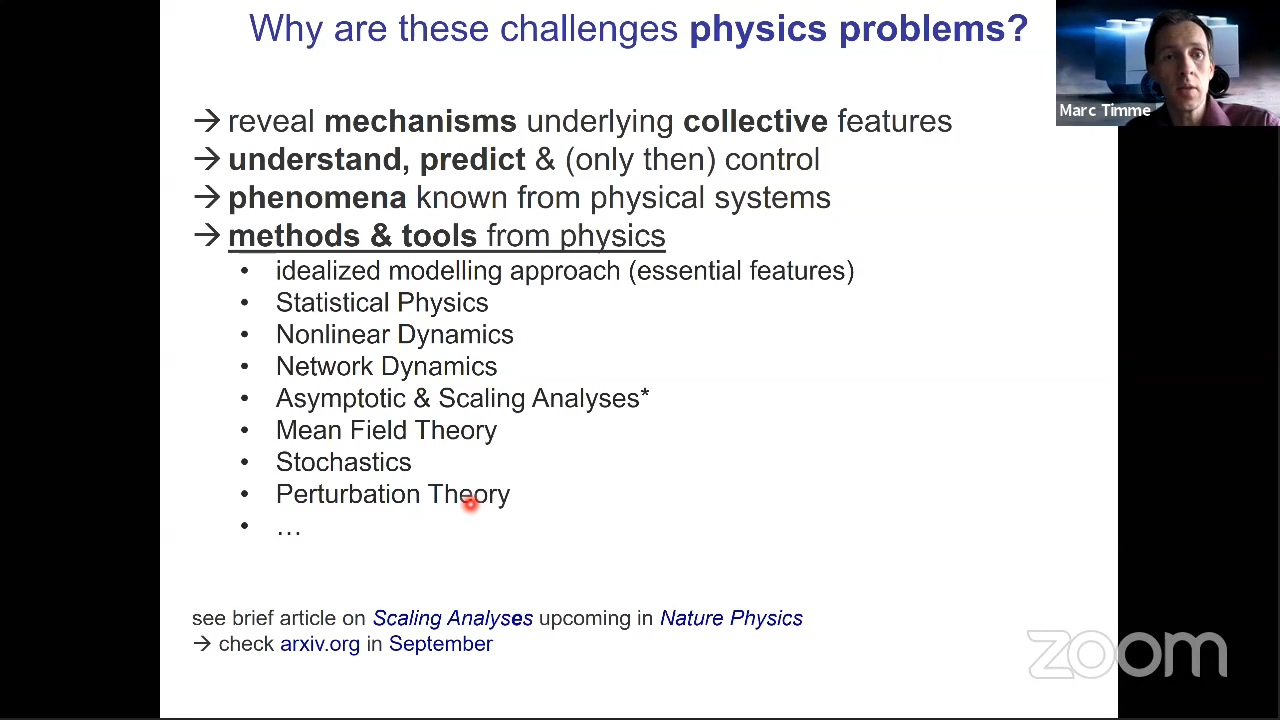 Why are these challenges physics problems?
Marc Timme
→ reveal mechanisms underlying collective features
→ understand, predict & (only then) control
→ phenomena known from physical systems
→ methods & tools from physics
• idealized modelling approach (essential features)
• Statistical Physics
• Nonlinear Dynamics
• Network Dynamics
• Asymptotic & Scaling Analyses*
• Mean Field Theory
• Stochastics
• Perturbation Theory
• …
see brief article on Scaling Analyses upcoming in Nature Physics
→ check arxiv.org in September
zoom